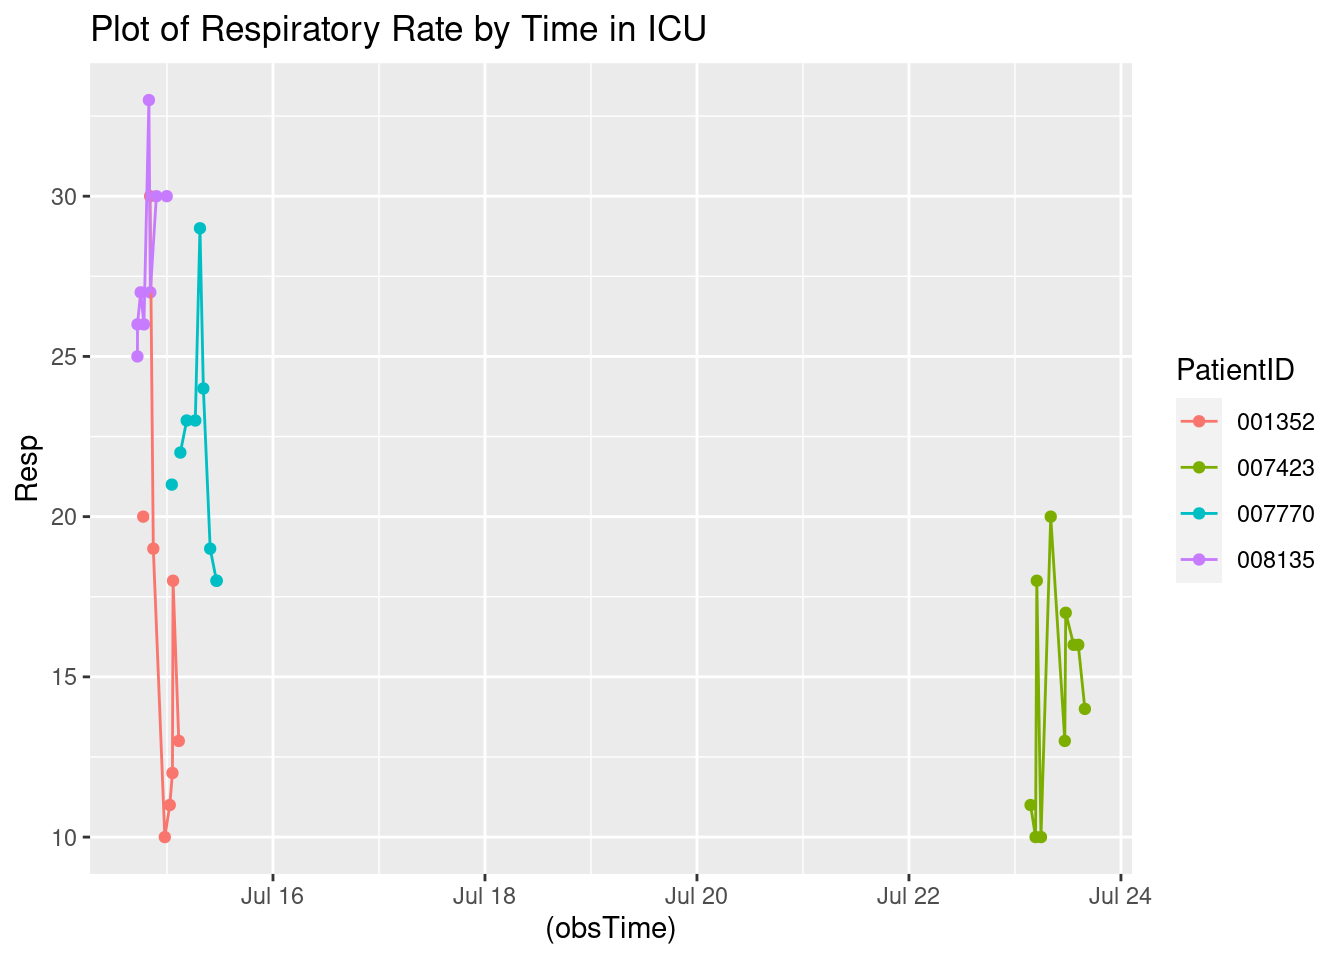 Plot of Respiratory Rate by Time in ICU
30
25
20
15
10
Resp
Jul 16 Jul 18 Jul 20 Jul 22 Jul 24
(obsTime)
PatientID
001352
007423
007770
008135